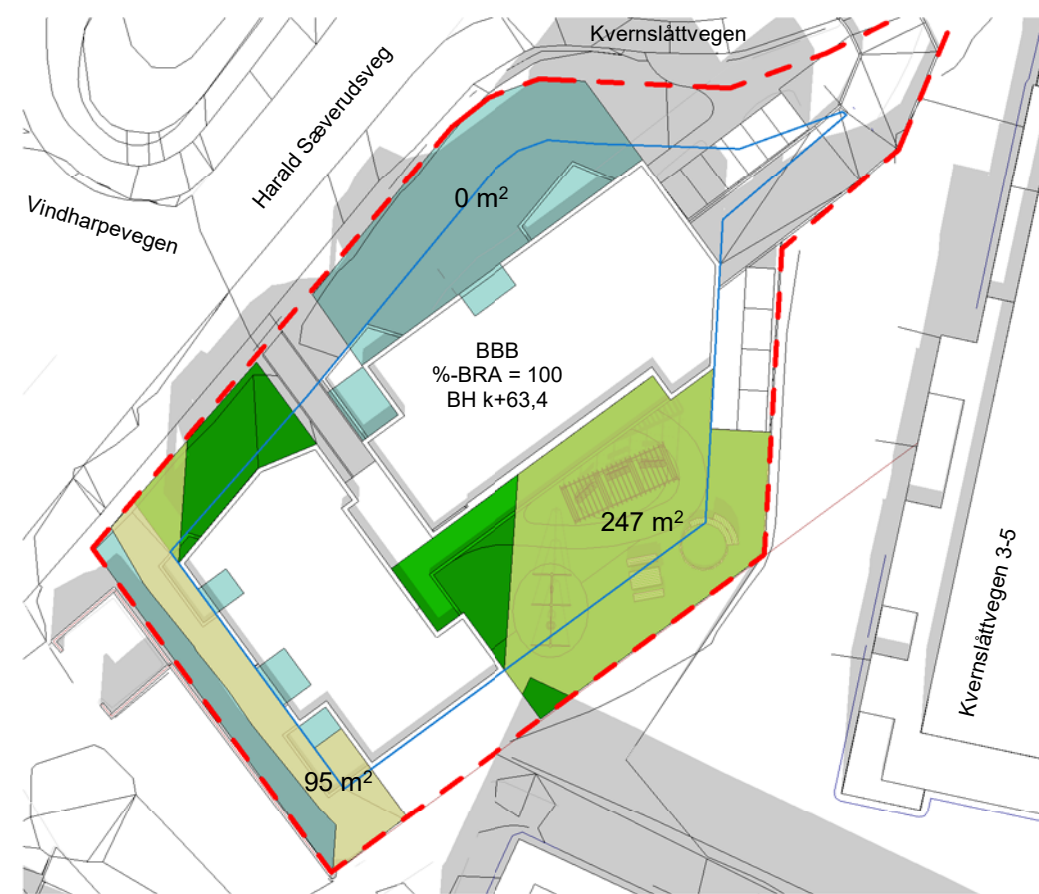 Kvernslåttvegen
Harald Sæverudsveg
Vindharpevegen
0 m²
BBB
%-BRA = 100
BH k+63,4
247 m²
Kvernslåttvegen 3-5
95 m²